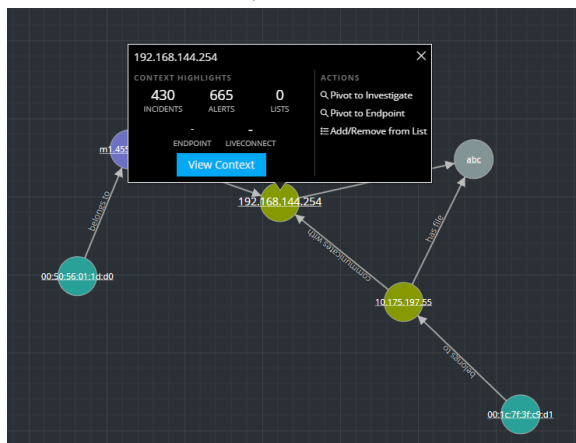 192.168.144.254
CONTEXT HIGHLIGHTS
430 665 0
INCIDENTS ALERTS LISTS
- -
ENDPOINT LIVECONNECT
View Context
ACTIONS
Pivot to Investigate
Pivot to Endpoint
Add/Remove from List
abc
192.168.144.254
belongs to
has file
communicates with
00:50:56:01:1d:d0
10.175.197.55
belongs to
00:1c:7f:3f:c9:d1